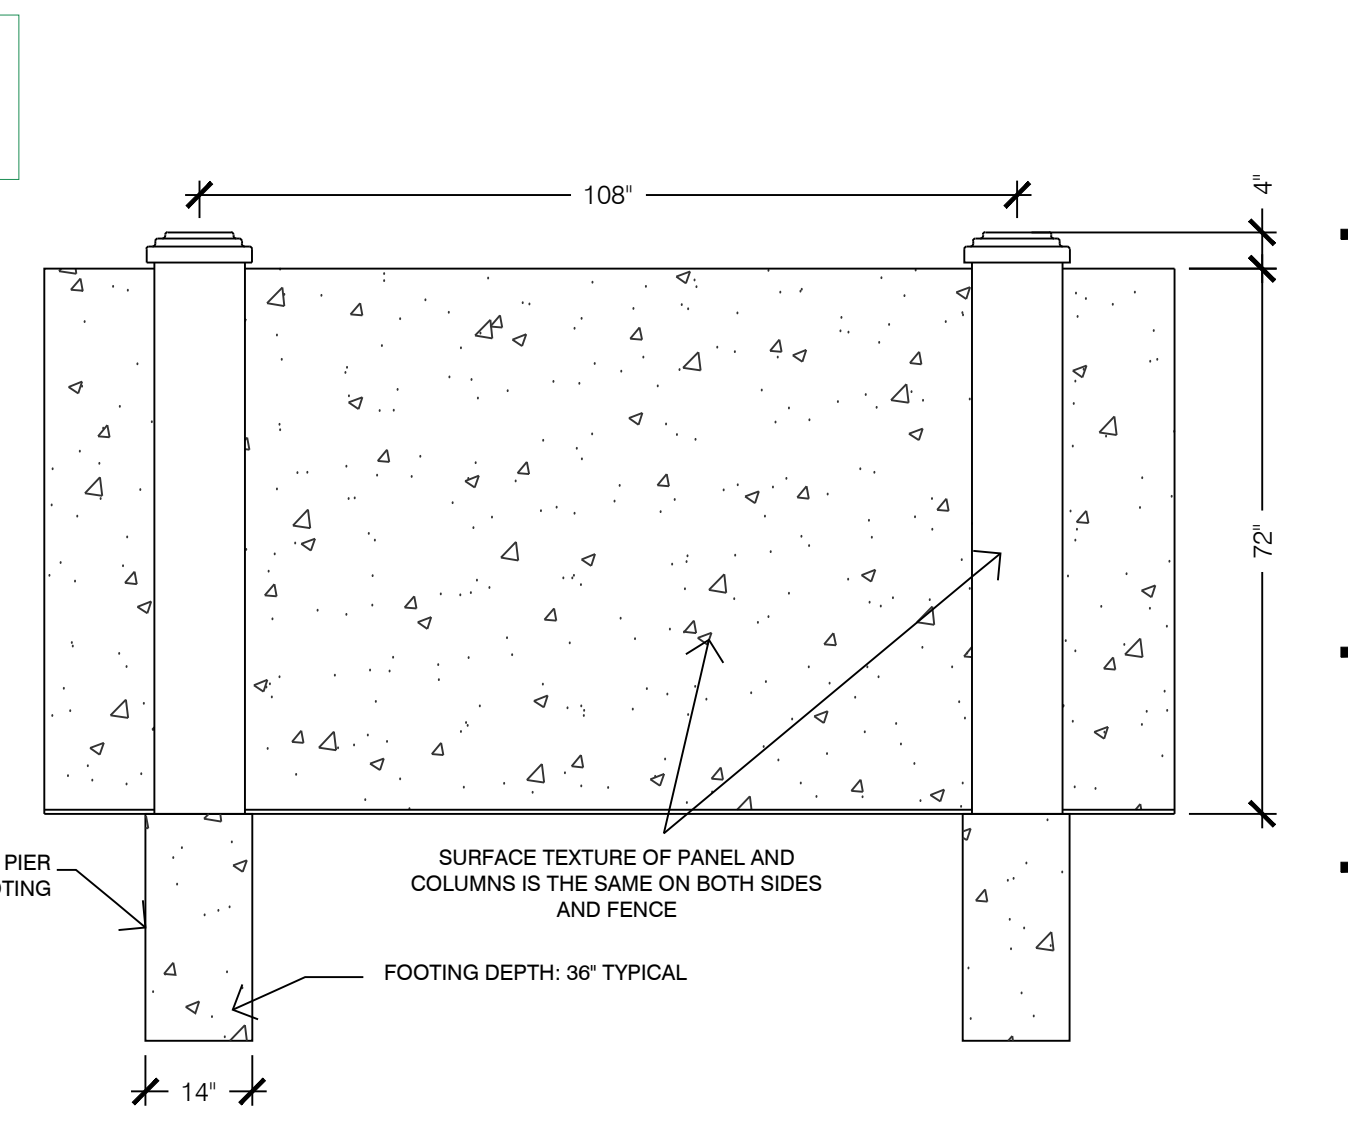 108"
4"
72"
PIER
SURFACE TEXTURE OF PANEL AND
COLUMNS IS THE SAME ON BOTH SIDES
AND FENCE
FOOTING DEPTH: 36" TYPICAL
14"